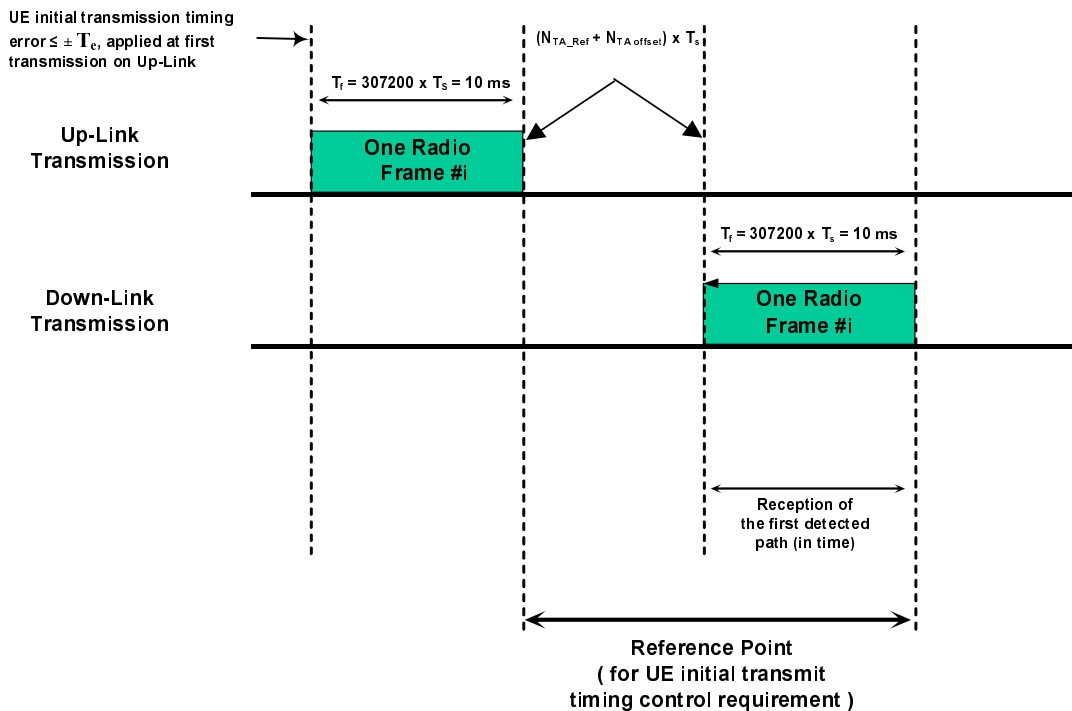 UE initial transmission timing
error ≤ ± Te, applied at first
transmission on Up-Link
(NTA_Ref + NTA offset) x Ts
Tf = 307200 x TS = 10 ms
Up-Link
Transmission
One Radio
Frame #i
Tf = 307200 x Ts = 10 ms
Down-Link
Transmission
One Radio
Frame #i
Reception of
the first detected
path (in time)
Reference Point
( for UE initial transmit
timing control requirement )